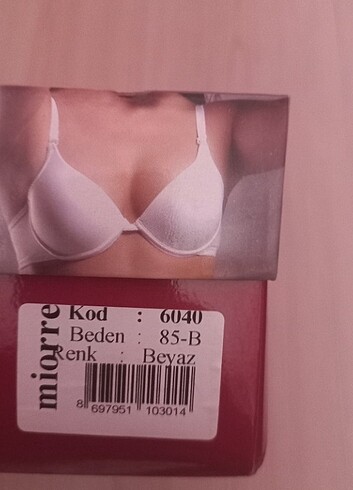 miorre
Kod : 6040
Beden : 85-B
Renk : Beyaz
8 697951 103014